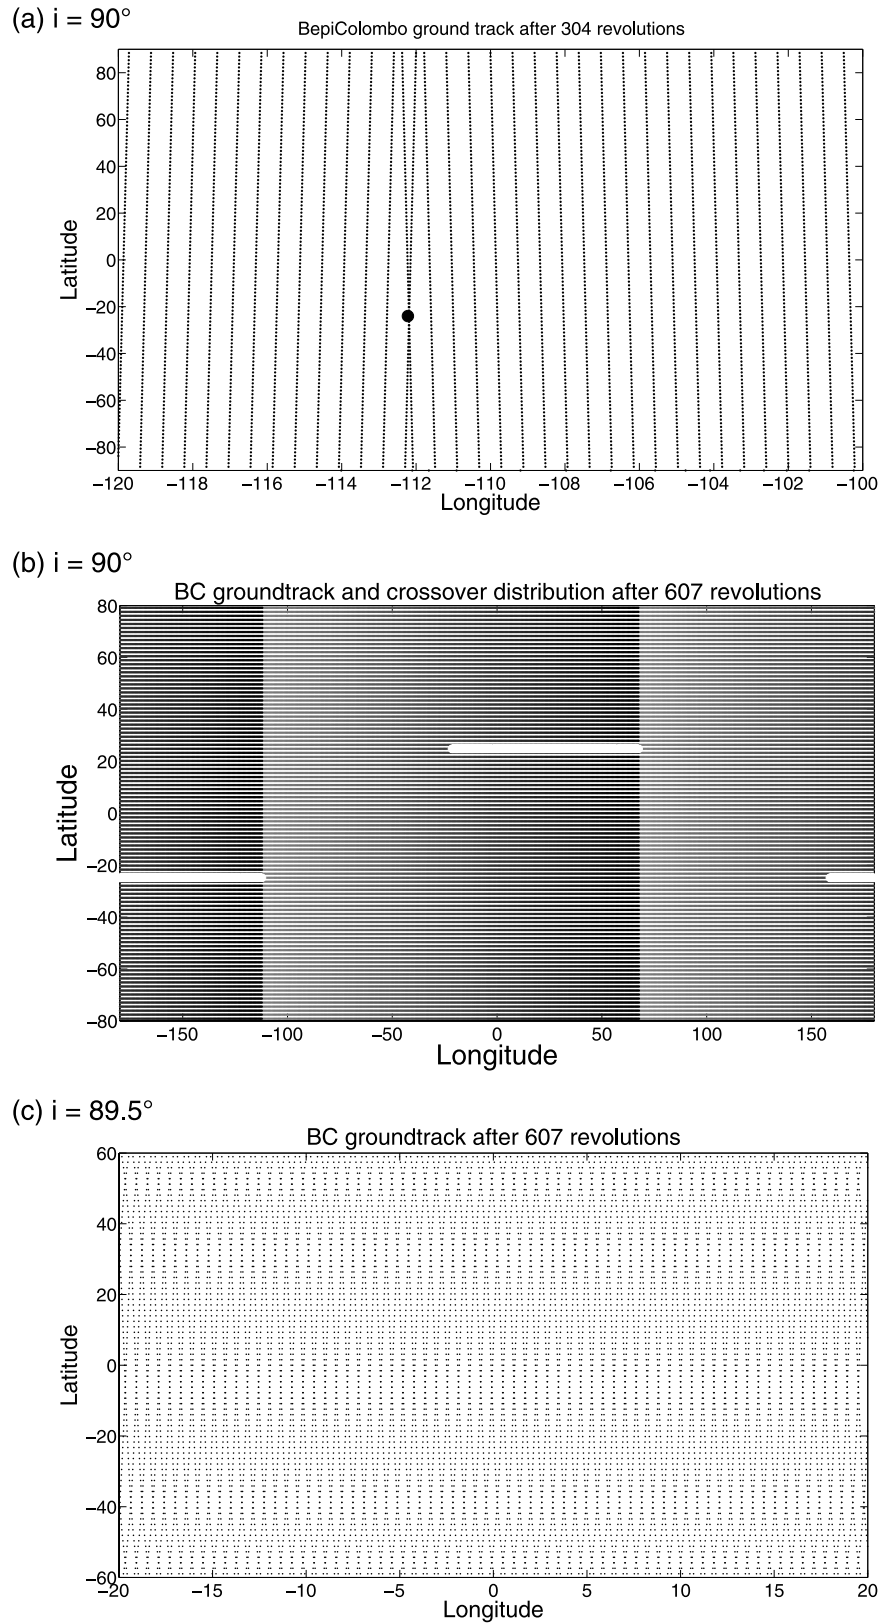 (a) i = 90°
BepiColombo ground track after 304 revolutions
80
60
40
20
0
−20
−40
−60
−80
Latitude
−120 −118 −116 −114 −112 −110 −108 −106 −104 −102 −100
Longitude
(b) i = 90°
BC groundtrack and crossover distribution after 607 revolutions
80
60
40
20
0
−20
−40
−60
−80
Latitude
−150 −100 −50 0 50 100 150
Longitude
(c) i = 89.5°
BC groundtrack after 607 revolutions
60
40
20
0
−20
−40
−60
Latitude
−20 −15 −10 −5 0 5 10 15 20
Longitude